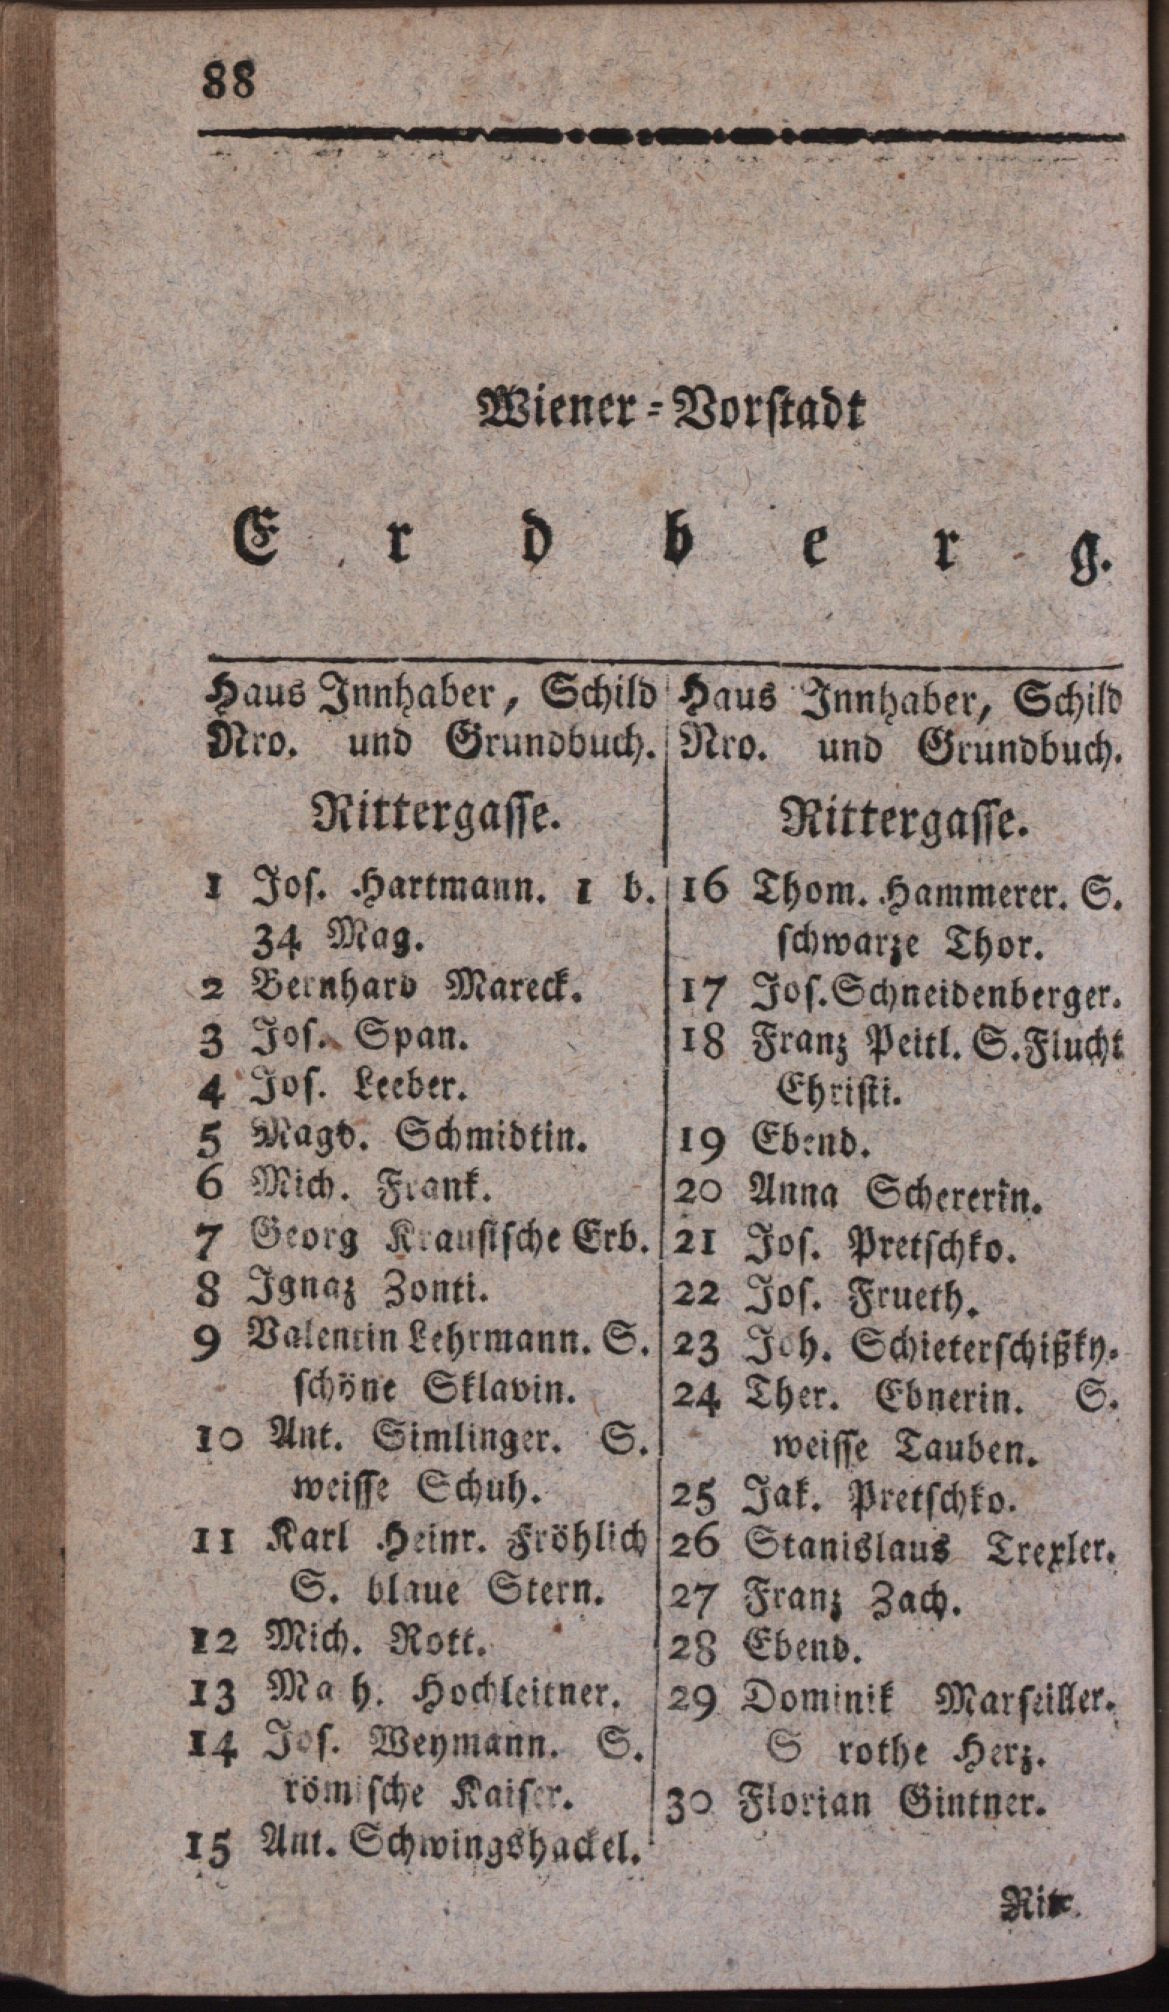 88
Wiener-Vorstadt
Erdberg.
Haus Innhaber, Schild
Nro. und Grundbuch.
Rittergasse.
1 Jos. Hartmann. 1 b.
34 Mag.
2 Bernhard Mareck.
3 Jos. Span.
4 Jos. Leeber.
5 Magd. Schmidtin.
6 Mich. Frank.
7 Georg Krausische Erb.
8 Ignaz Zonti.
9 Valentin Lehrmann. S.
schöne Sklavin.
10 Ant. Simlinger. S.
weisse Schuh.
11 Karl Heinr. Fröhlich
S. blaue Stern.
12 Mich. Rott.
13 Ma h. Hochleitner.
14 Jos. Weymann. S.
römische Kaiser.
15 Ant. Schwingshackel.
Haus Innhaber, Schild
Nro. und Grundbuch.
Rittergasse.
16 Thom. Hammerer. S.
schwarze Thor.
17 Jos. Schneidenberger.
18 Franz Peitl. S. Flucht
Christi.
19 Ebend.
20 Anna Schererin.
21 Jos. Pretschko.
22 Jos. Frueth.
23 Joh. Schieterschißky.
24 Ther. Ebnerin. S.
weisse Tauben.
25 Jak. Pretschko.
26 Stanislaus Trexler.
27 Franz Zach.
28 Ebend.
29 Dominik Marseiller.
S rothe Herz.
30 Florian Gintner.